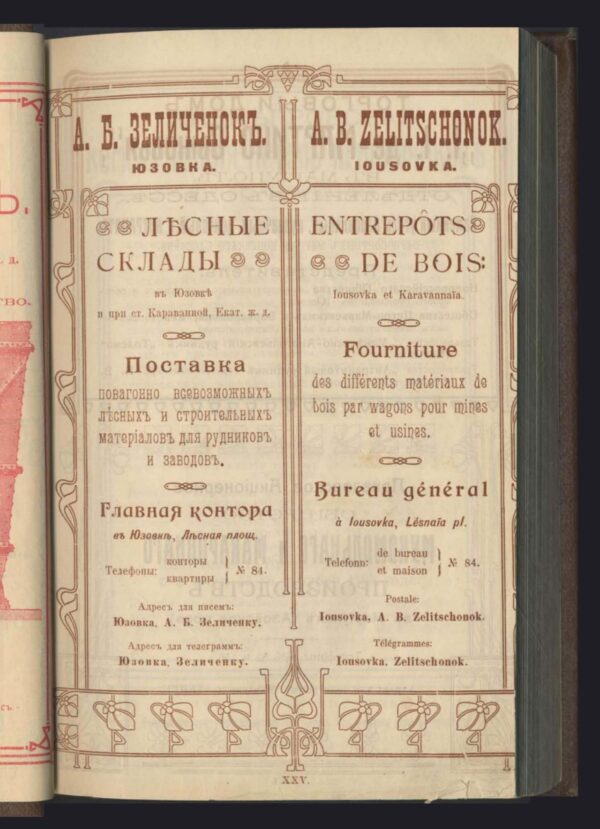 А. Б. ЗЕЛИЧЕНОКЪ.
ЮЗОВКА.
ЛѢСНЫЕ
СКЛАДЫ
въ Юзовкѣ
и при ст. Караванной, Екат. ж. д.
Поставка
повагонно всевозможныхъ
лѣсныхъ и строительныхъ
матеріаловъ для рудниковъ
и заводовъ.
Главная контора
въ Юзовкѣ, Лѣсная площ.
Телефоны: конторы № 84.
квартиры
Адресъ для писемъ:
Юзовка, А. Б. Зеличенку.
Адресъ для телеграммъ:
Юзовка, Зеличенку.
A. B. ZELITSCHONOK.
IOUSOVKA.
ENTREPÔTS
DE BOIS:
Iousovka et Karavannaïa.
Fourniture
des différents matériaux de
bois par wagons pour mines
et usines.
Bureau général
à Iousovka, Lésnaïa pl.
Telefonn: de bureau № 84.
et maison
Postale:
Iousovka, A. B. Zelitschonok.
Télégrammes:
Iousovka, Zelitschonok.
XXV.
D.
д.
ТВО.